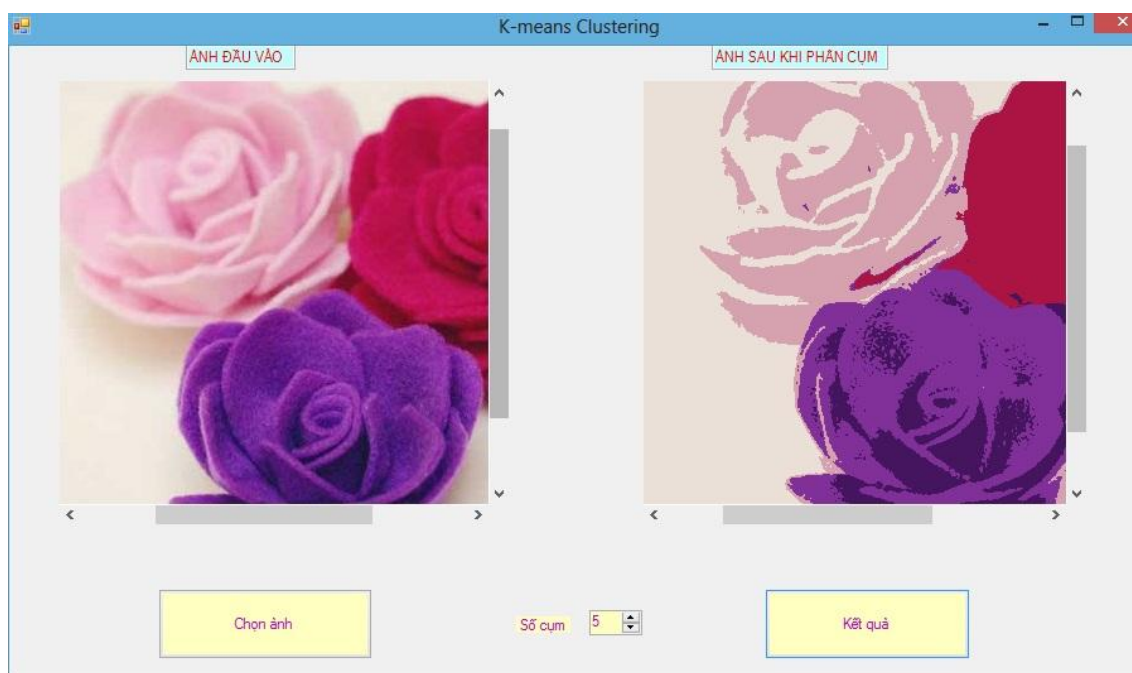 K-means Clustering
ẢNH ĐẦU VÀO
ẢNH SAU KHI PHÂN CỤM
Chọn ảnh
Số cụm
5
Kết quả